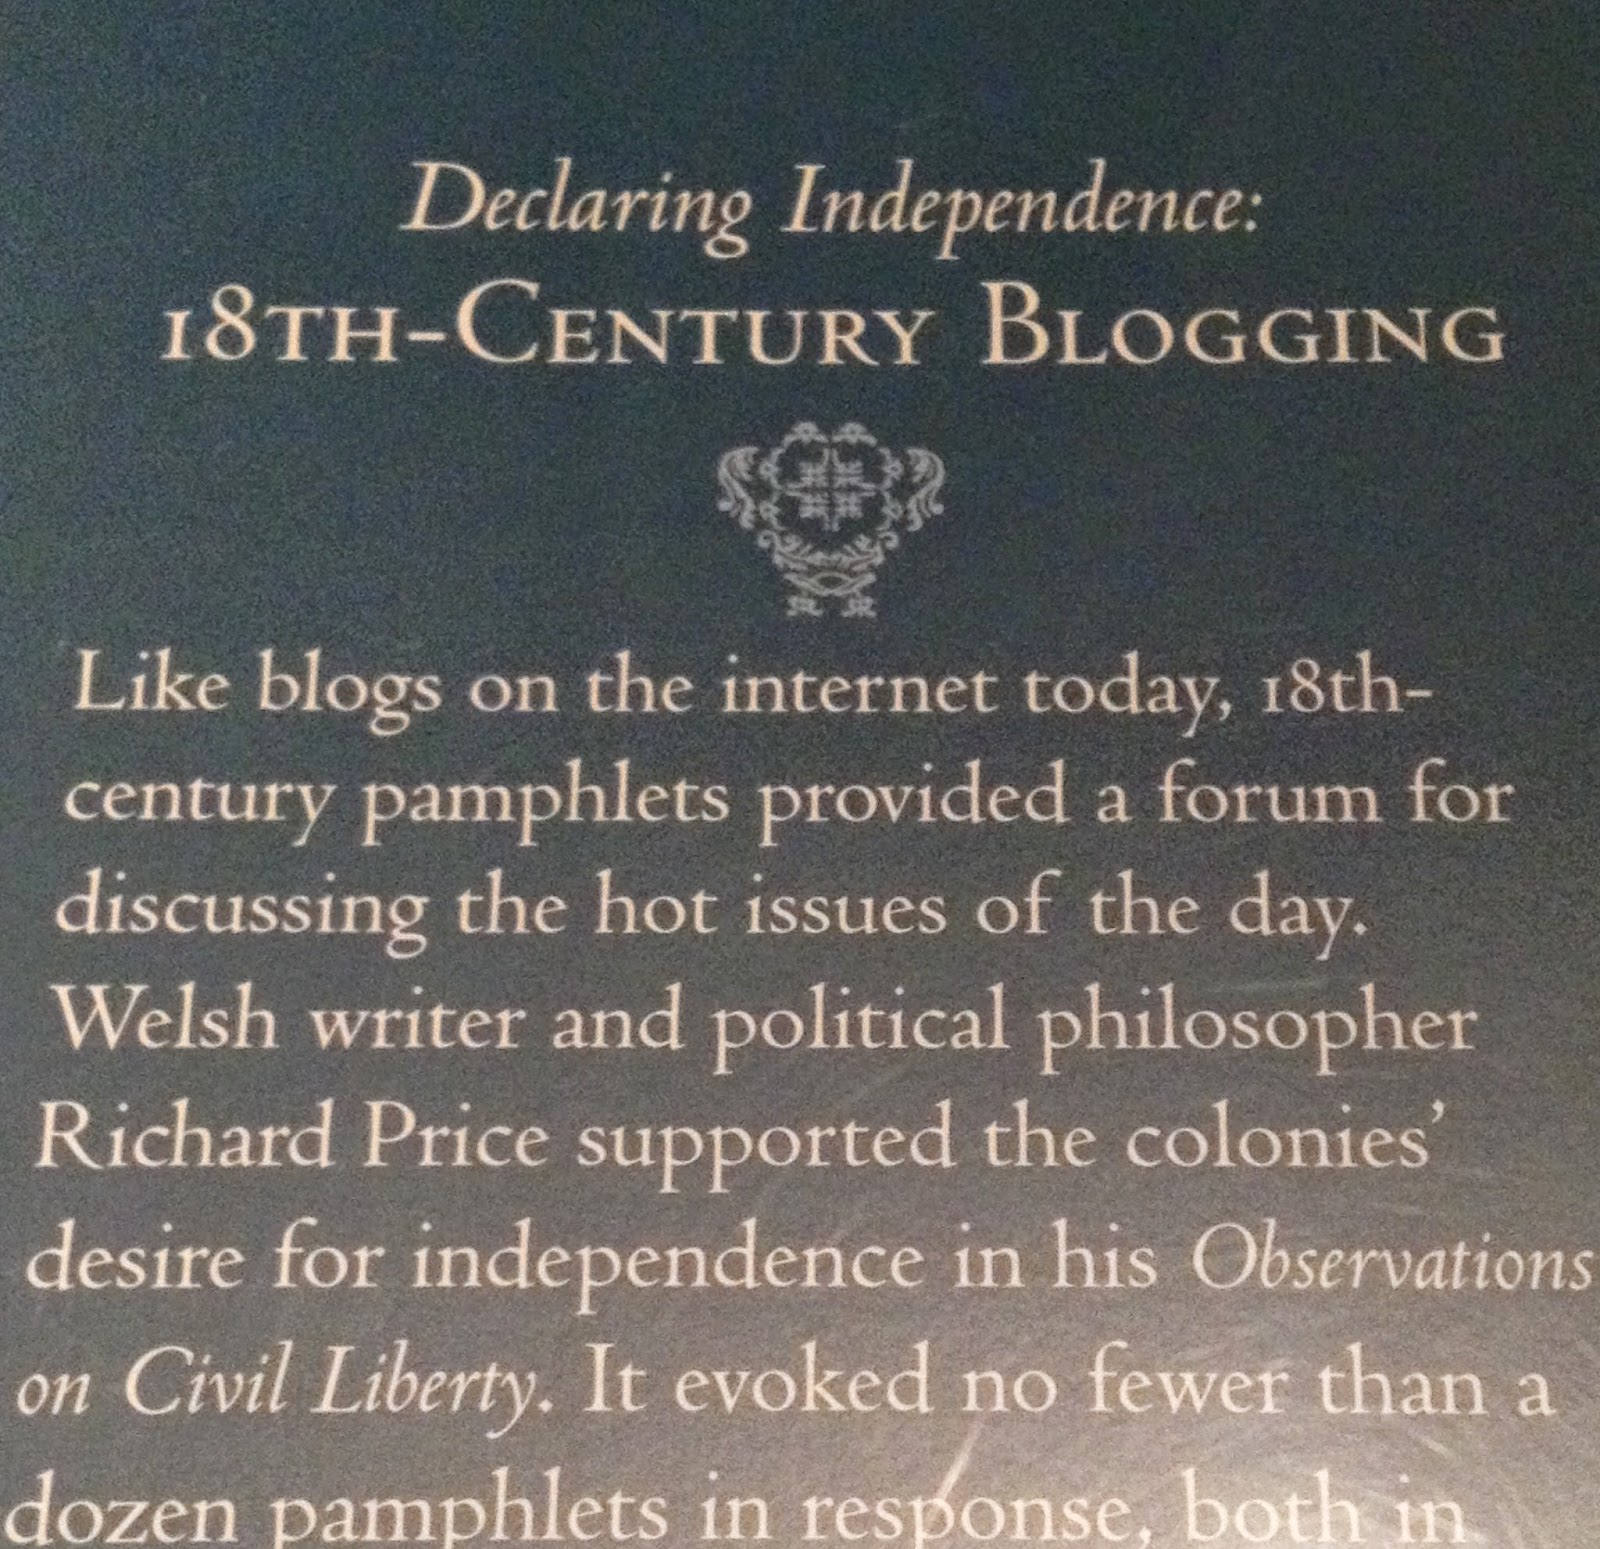 Declaring Independence:
18th-Century Blogging
Like blogs on the internet today, 18th-
century pamphlets provided a forum for
discussing the hot issues of the day.
Welsh writer and political philosopher
Richard Price supported the colonies’
desire for independence in his Observations
on Civil Liberty. It evoked no fewer than a
dozen pamphlets in response, both in